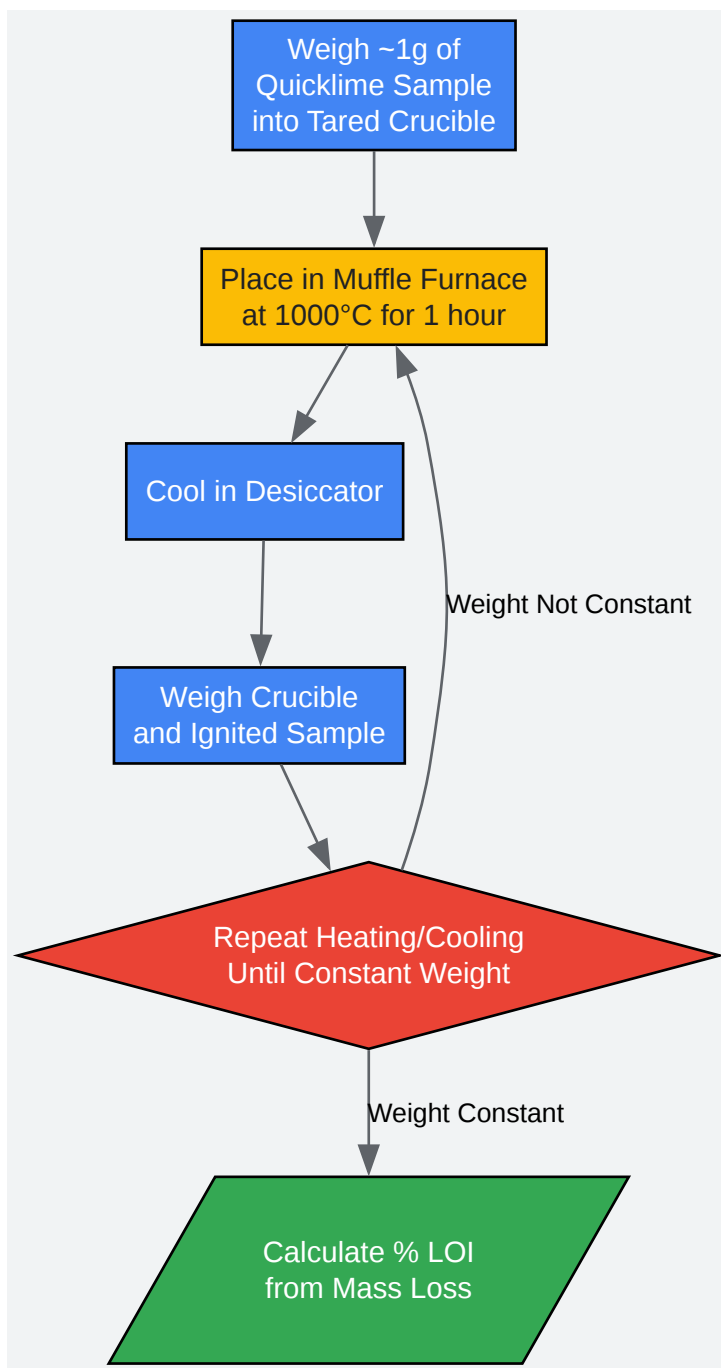 Weigh ~1g of
Quicklime Sample
into Tared Crucible
Place in Muffle Furnace
at 1000°C for 1 hour
Cool in Desiccator
Weight Not Constant
Weigh Crucible
and Ignited Sample
Repeat Heating/Cooling
Until Constant Weight
Weight Constant
Calculate % LOI
from Mass Loss